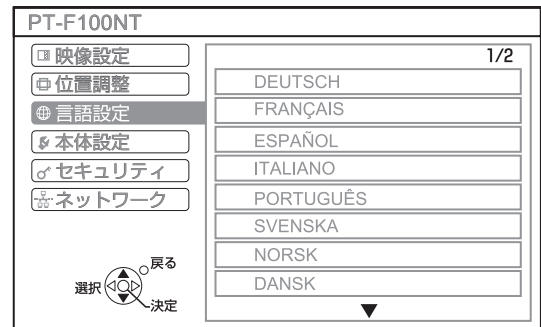 PT-F100NT
映像設定
位置調整
言語設定
本体設定
セキュリティ
ネットワーク
戻る
選択
決定
1/2
DEUTSCH
FRANÇAIS
ESPAÑOL
ITALIANO
PORTUGUÊS
SVENSKA
NORSK
DANSK